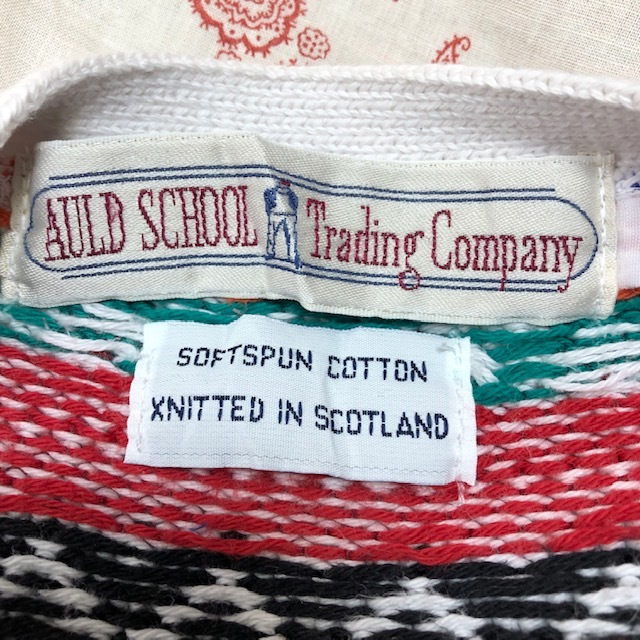 AULD SCHOOL Trading Company
SOFTSPUN COTTON
KNITTED IN SCOTLAND